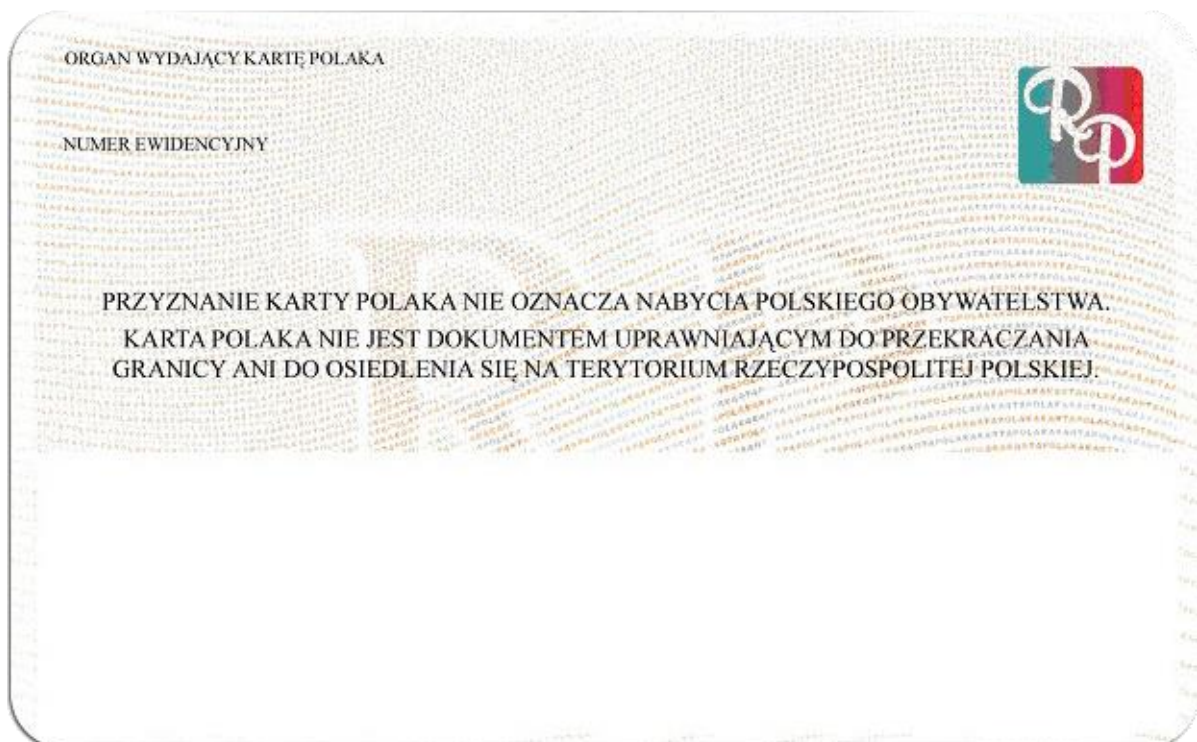 ORGAN WYDAJĄCY KARTĘ POLAKA
RP
NUMER EWIDENCYJNY
PRZYZNANIE KARTY POLAKA NIE OZNACZA NABYCIA POLSKIEGO OBYWATELSTWA.
KARTA POLAKA NIE JEST DOKUMENTEM UPRAWNIAJĄCYM DO PRZEKRACZANIA
GRANICY ANI DO OSIEDLENIA SIĘ NA TERYTORIUM RZECZYPOSPOLITEJ POLSKIEJ.